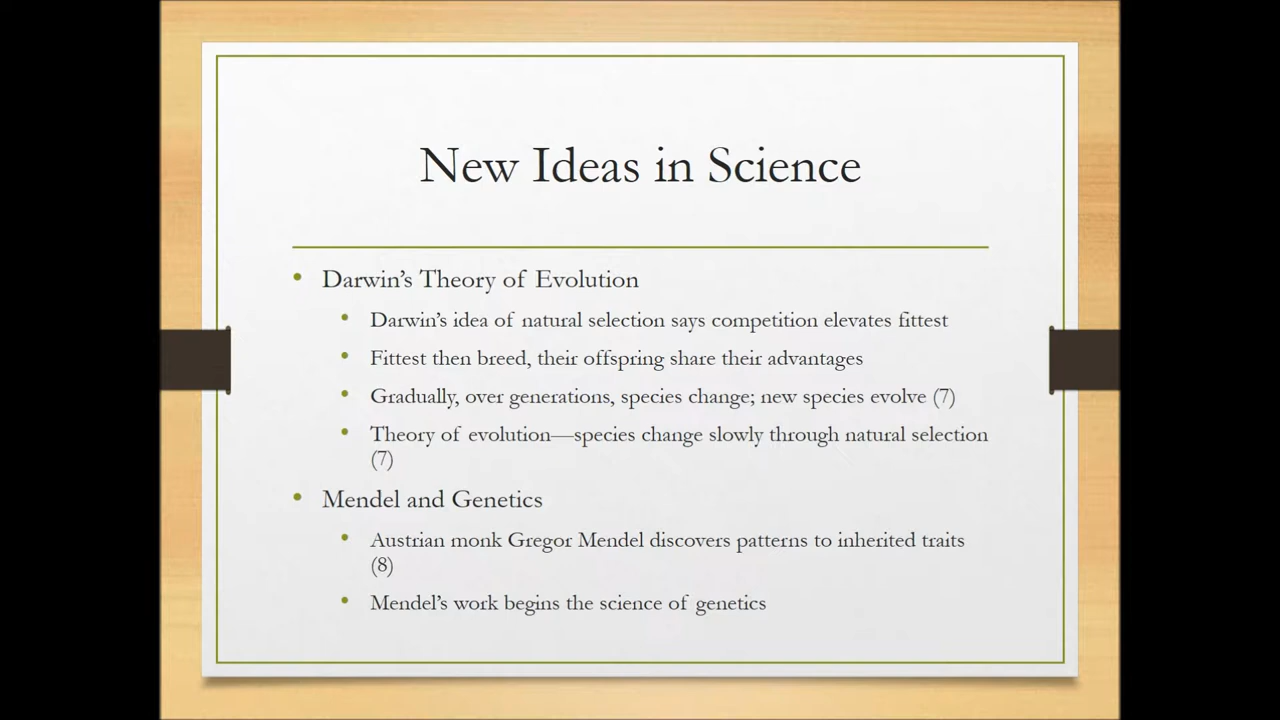 New Ideas in Science
• Darwin’s Theory of Evolution
• Darwin’s idea of natural selection says competition elevates fittest
• Fittest then breed, their offspring share their advantages
• Gradually, over generations, species change; new species evolve (7)
• Theory of evolution—species change slowly through natural selection
(7)
• Mendel and Genetics
• Austrian monk Gregor Mendel discovers patterns to inherited traits
(8)
• Mendel’s work begins the science of genetics